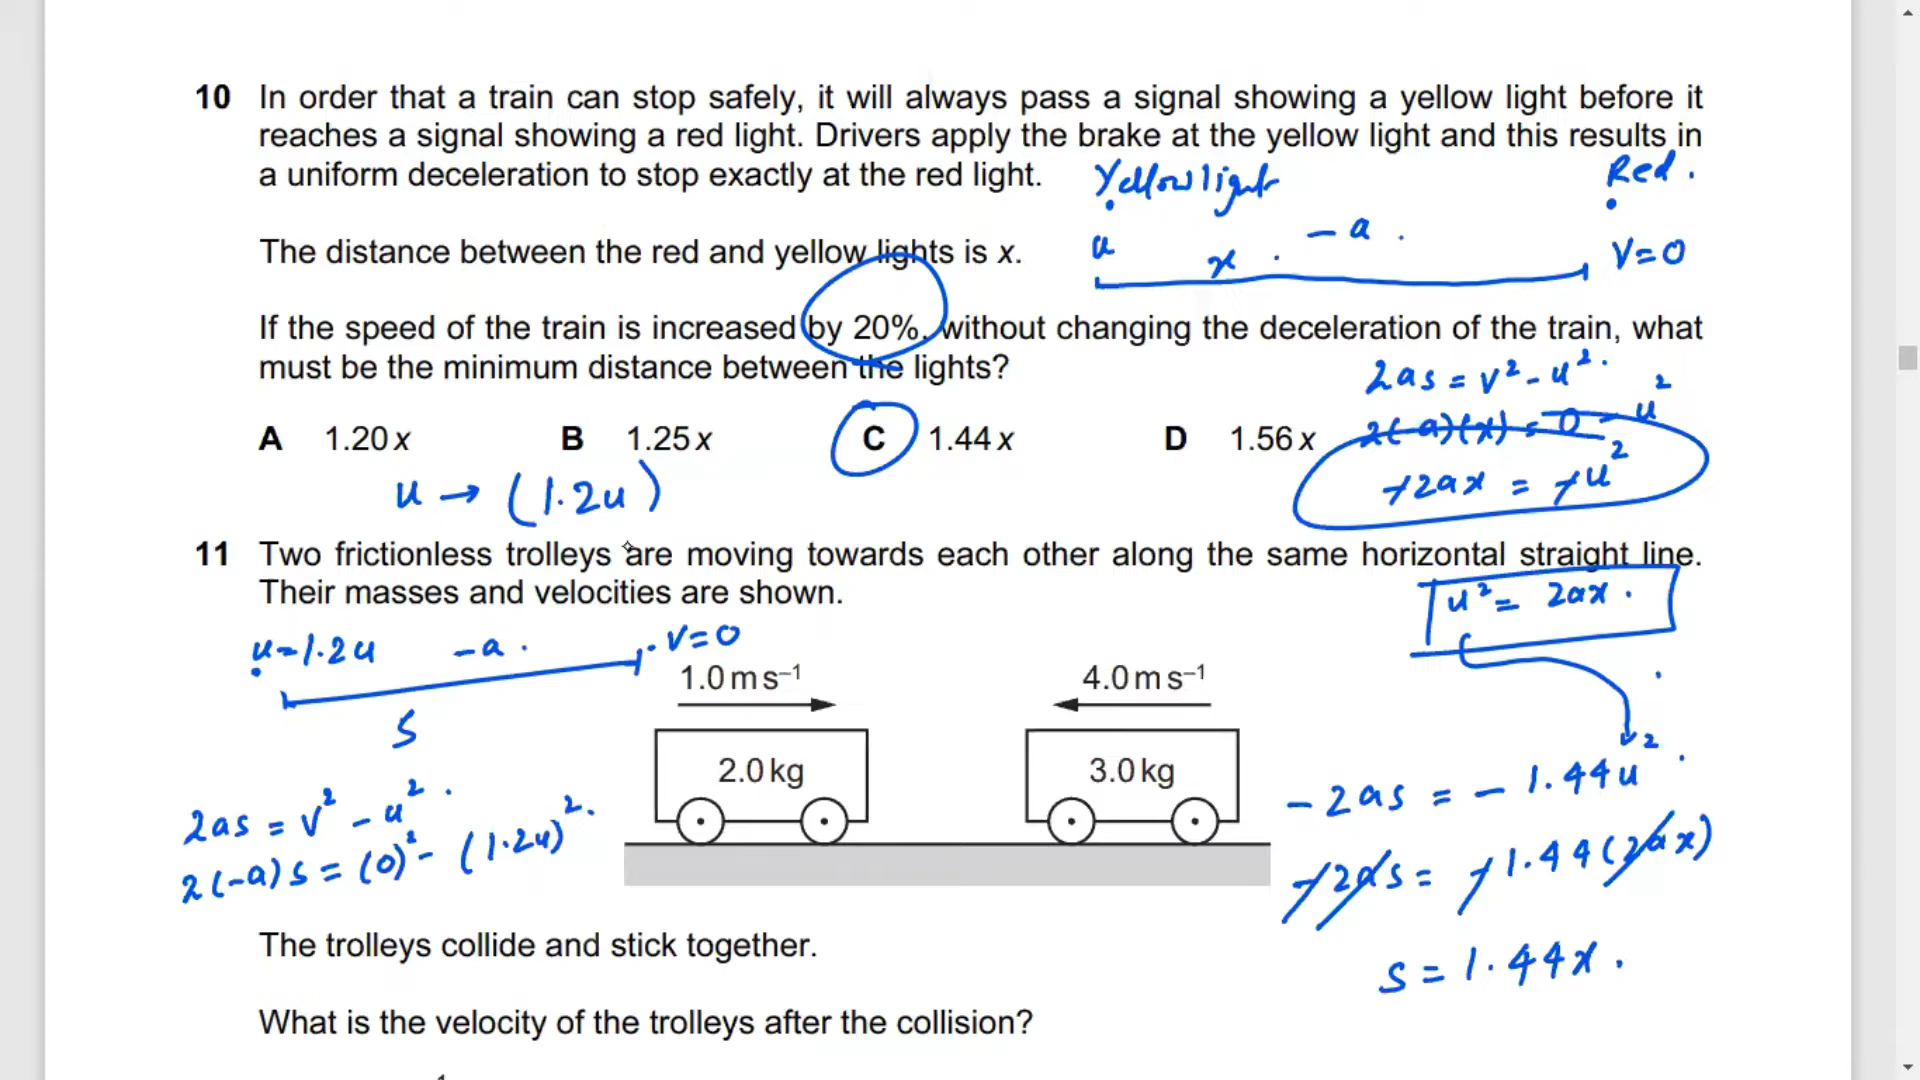 10 In order that a train can stop safely, it will always pass a signal showing a yellow light before it
reaches a signal showing a red light. Drivers apply the brake at the yellow light and this results in
a uniform deceleration to stop exactly at the red light.
Yellow light
Red.
The distance between the red and yellow lights is x.
u
x
-a.
V=0
If the speed of the train is increased by 20%, without changing the deceleration of the train, what
must be the minimum distance between the lights?
2as = v² - u².
2(-a)(x) = 0 - u²
-2ax = -u²
A 1.20x B 1.25x C 1.44x D 1.56x
u → (1.2u)
11 Two frictionless trolleys are moving towards each other along the same horizontal straight line.
Their masses and velocities are shown.
u² = 2ax.
u=1.2u
-a.
V=0
S
1.0 m s⁻¹
4.0 m s⁻¹
2.0 kg
3.0 kg
2as = v² - u².
2(-a)s = (0)² - (1.2u)².
-2as = -1.44u².
-2as = -1.44(2ax)
s = 1.44x.
The trolleys collide and stick together.
What is the velocity of the trolleys after the collision?